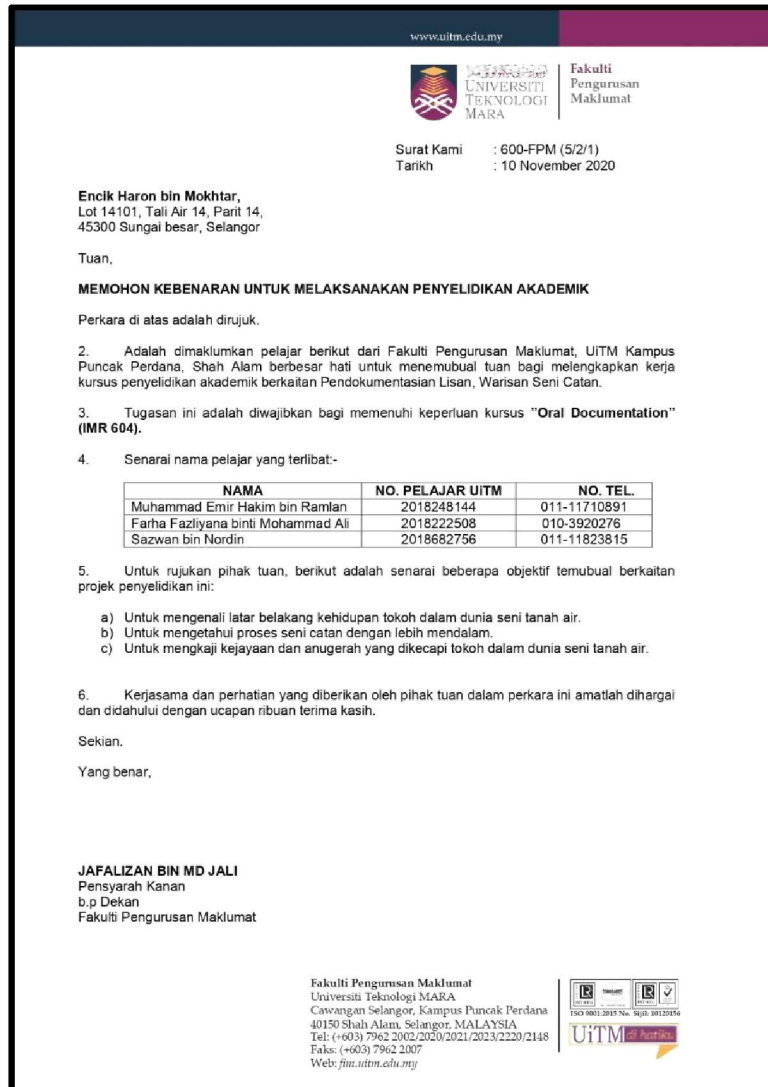 www.uitm.edu.my
UNIVERSITI
TEKNOLOGI
MARA
Fakulti
Pengurusan
Maklumat
Surat Kami : 600-FPM (5/2/1)
Tarikh : 10 November 2020
Encik Haron bin Mokhtar,
Lot 14101, Tali Air 14, Parit 14,
45300 Sungai besar, Selangor
Tuan,
MEMOHON KEBENARAN UNTUK MELAKSANAKAN PENYELIDIKAN AKADEMIK
Perkara di atas adalah dirujuk.
2. Adalah dimaklumkan pelajar berikut dari Fakulti Pengurusan Maklumat, UiTM Kampus
Puncak Perdana, Shah Alam berbesar hati untuk menemubual tuan bagi melengkapkan kerja
kursus penyelidikan akademik berkaitan Pendokumentasian Lisan, Warisan Seni Catan.
3. Tugasan ini adalah diwajibkan bagi memenuhi keperluan kursus "Oral Documentation"
(IMR 604).
4. Senarai nama pelajar yang terlibat:-
NAMA NO. PELAJAR UiTM NO. TEL.
Muhammad Emir Hakim bin Ramlan 2018248144 011-11710891
Farha Fazliyana binti Mohammad Ali 2018222508 010-3920276
Sazwan bin Nordin 2018682756 011-11823815
5. Untuk rujukan pihak tuan, berikut adalah senarai beberapa objektif temubual berkaitan
projek penyelidikan ini:
a) Untuk mengenali latar belakang kehidupan tokoh dalam dunia seni tanah air.
b) Untuk mengetahui proses seni catan dengan lebih mendalam.
c) Untuk mengkaji kejayaan dan anugerah yang dikecapi tokoh dalam dunia seni tanah air.
6. Kerjasama dan perhatian yang diberikan oleh pihak tuan dalam perkara ini amatlah dihargai
dan didahului dengan ucapan ribuan terima kasih.
Sekian.
Yang benar,
JAFALIZAN BIN MD JALI
Pensyarah Kanan
b.p Dekan
Fakulti Pengurusan Maklumat
Fakulti Pengurusan Maklumat
Universiti Teknologi MARA
Cawangan Selangor, Kampus Puncak Perdana
40150 Shah Alam, Selangor, MALAYSIA
Tel: (+603) 7962 2002/2020/2021/2023/2220/2148
Faks: (+603) 7962 2007
Web: fim.uitm.edu.my
ISO 9001:2015 No. Sijil: 10120156
UiTM di hatiku